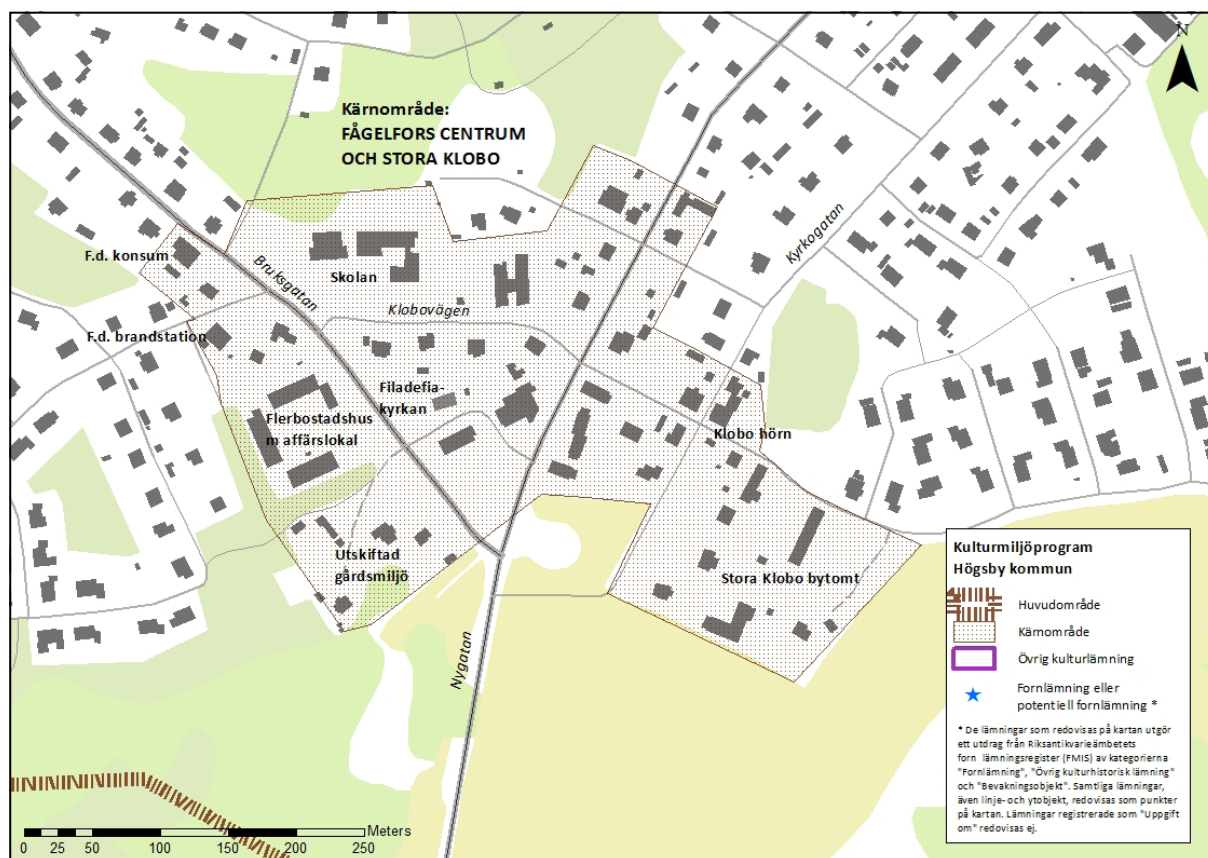 N
Kärnområde:
FÅGELFORS CENTRUM
OCH STORA KLOBO
Kyrkogatan
F.d. konsum
Bruksgatan
Skolan
Klobovägen
F.d. brandstation
Filadefia-
kyrkan
Flerbostadshus
m affärslokal
Klobo hörn
Utskiftad
gårdsmiljö
Stora Klobo bytomt
Nygatan
Kulturmiljöprogram
Högsby kommun
Huvudområde
Kärnområde
Övrig kulturlämning
Fornlämning eller
potentiell fornlämning *
* De lämningar som redovisas på kartan utgör
ett utdrag från Riksantikvarieämbetets
forn lämningsregister (FMIS) av kategorierna
"Fornlämning", "Övrig kulturhistorisk lämning"
och "Bevakningsobjekt". Samtliga lämningar,
även linje-och ytobjekt, redovisas som punkter
på kartan. Lämningar registrerade som "Uppgift
om" redovisas ej.
Meters
0 25 50 100 150 200 250